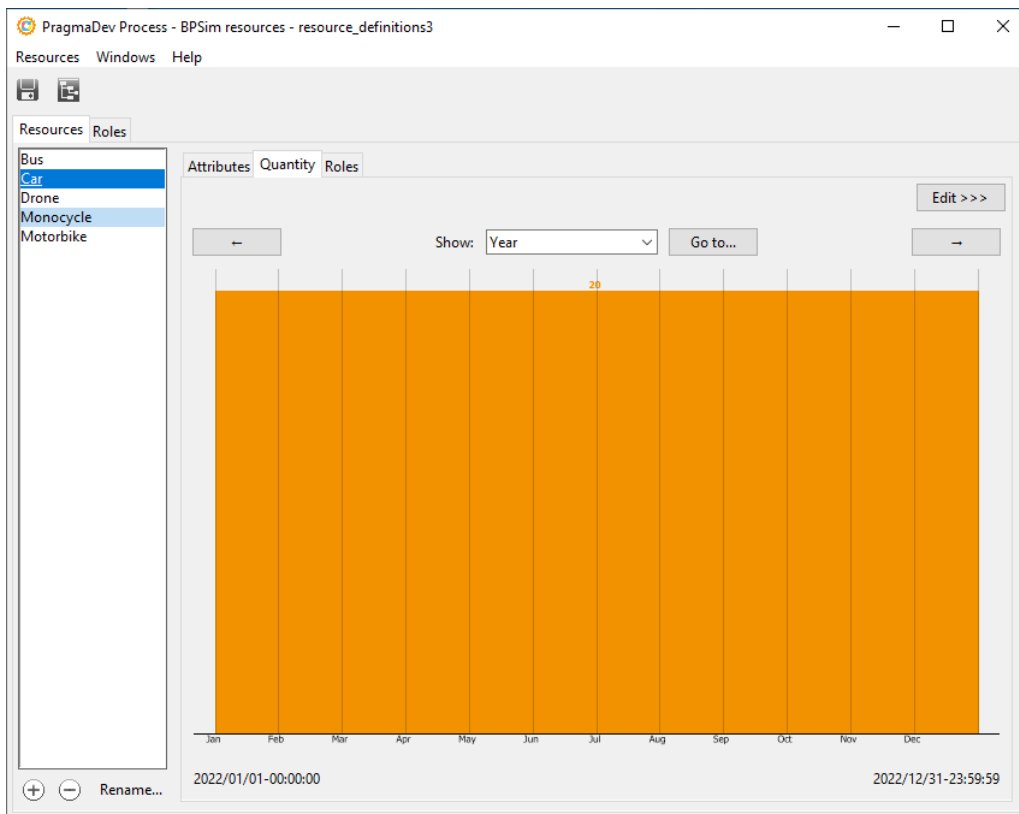 PragmaDev Process - BPSim resources - resource_definitions3
Resources Windows Help
Resources Roles
Bus
Car
Drone
Monocycle
Motorbike
Attributes Quantity Roles
Edit >>>
← Show: Year Go to... →
20
Jan Feb Mar Apr May Jun Jul Aug Sep Oct Nov Dec
2022/01/01-00:00:00 2022/12/31-23:59:59
Rename...